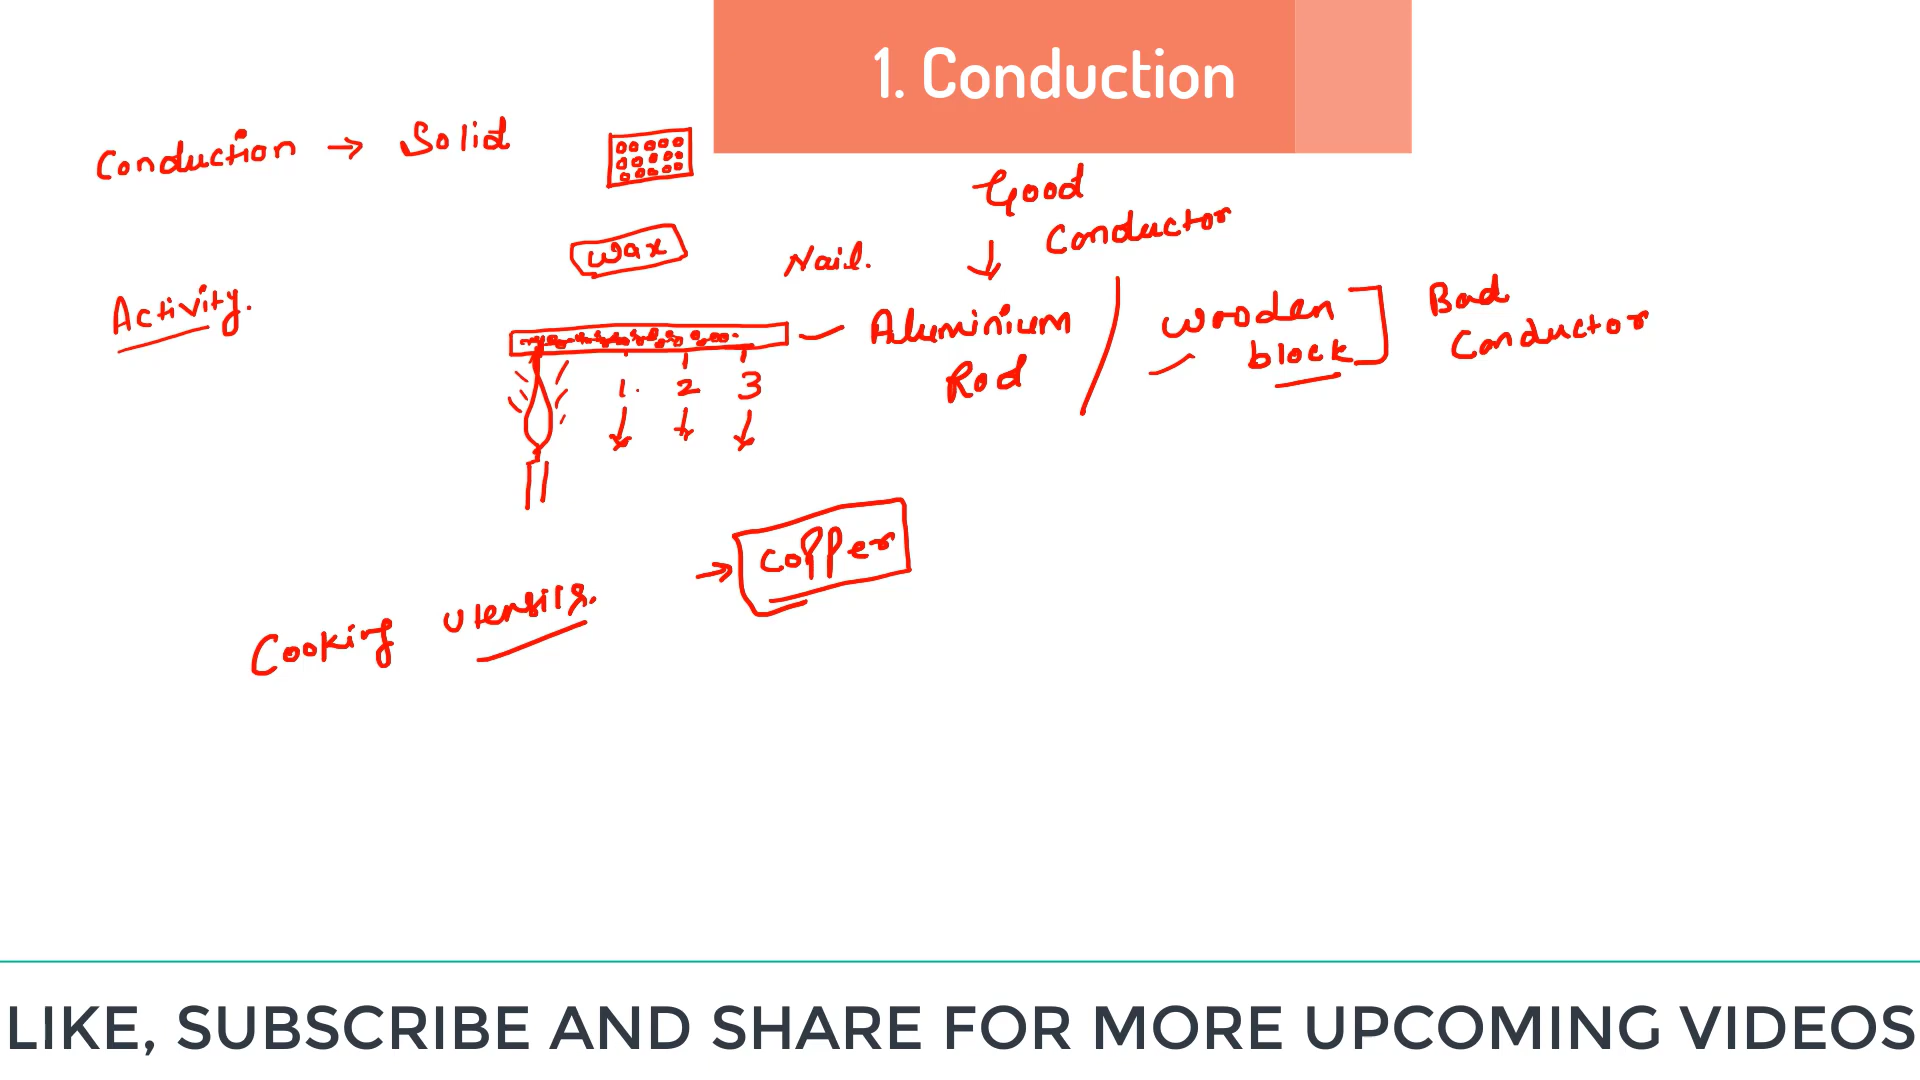 1. Conduction
Conduction → Solid
Good
Conductor
wax
Nail.
Activity.
Aluminium
Rod
wooden
block
Bad
Conductor
1. 2 3
copper
Cooking utensils.
LIKE, SUBSCRIBE AND SHARE FOR MORE UPCOMING VIDEOS